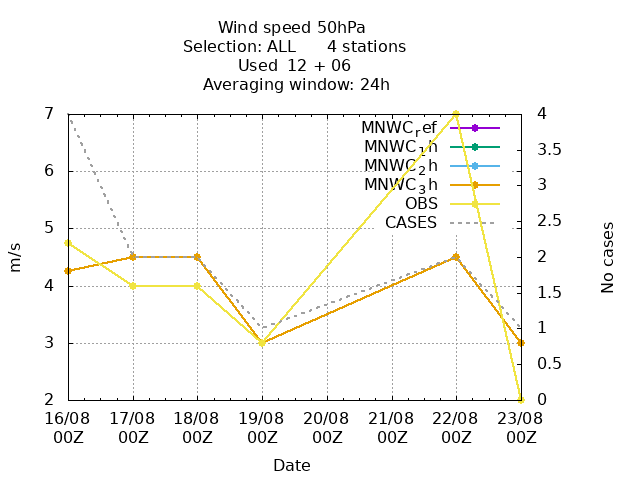 Wind speed 50hPa
Selection: ALL      4 stations
Used  12 + 06
Averaging window: 24h
m/s
7
6
5
4
3
2
MNWC_ref
MNWC_1h
MNWC_2h
MNWC_3h
OBS
CASES
4
3.5
3
2.5
2
1.5
1
0.5
0
No cases
16/08 17/08 18/08 19/08 20/08 21/08 22/08 23/08
00Z 00Z 00Z 00Z 00Z 00Z 00Z 00Z
Date